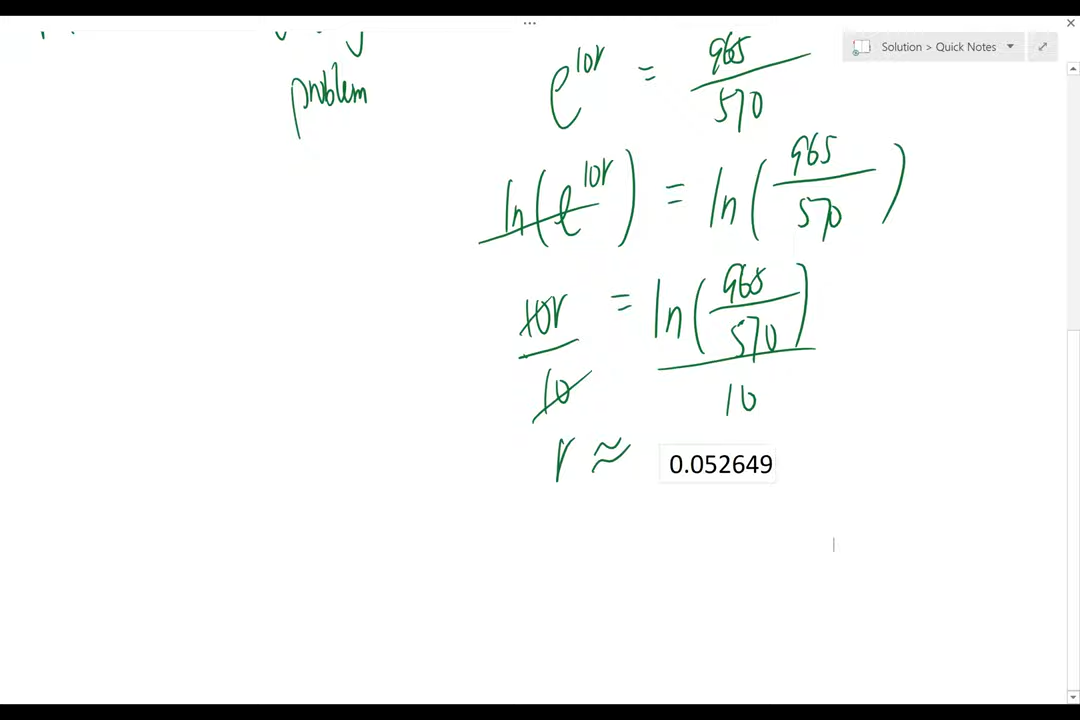 Solution > Quick Notes
problem
e^10r = 965/570
ln(e^10r) = ln(965/570)
10r/10 = ln(965/570)/10
r ≈ 0.052649